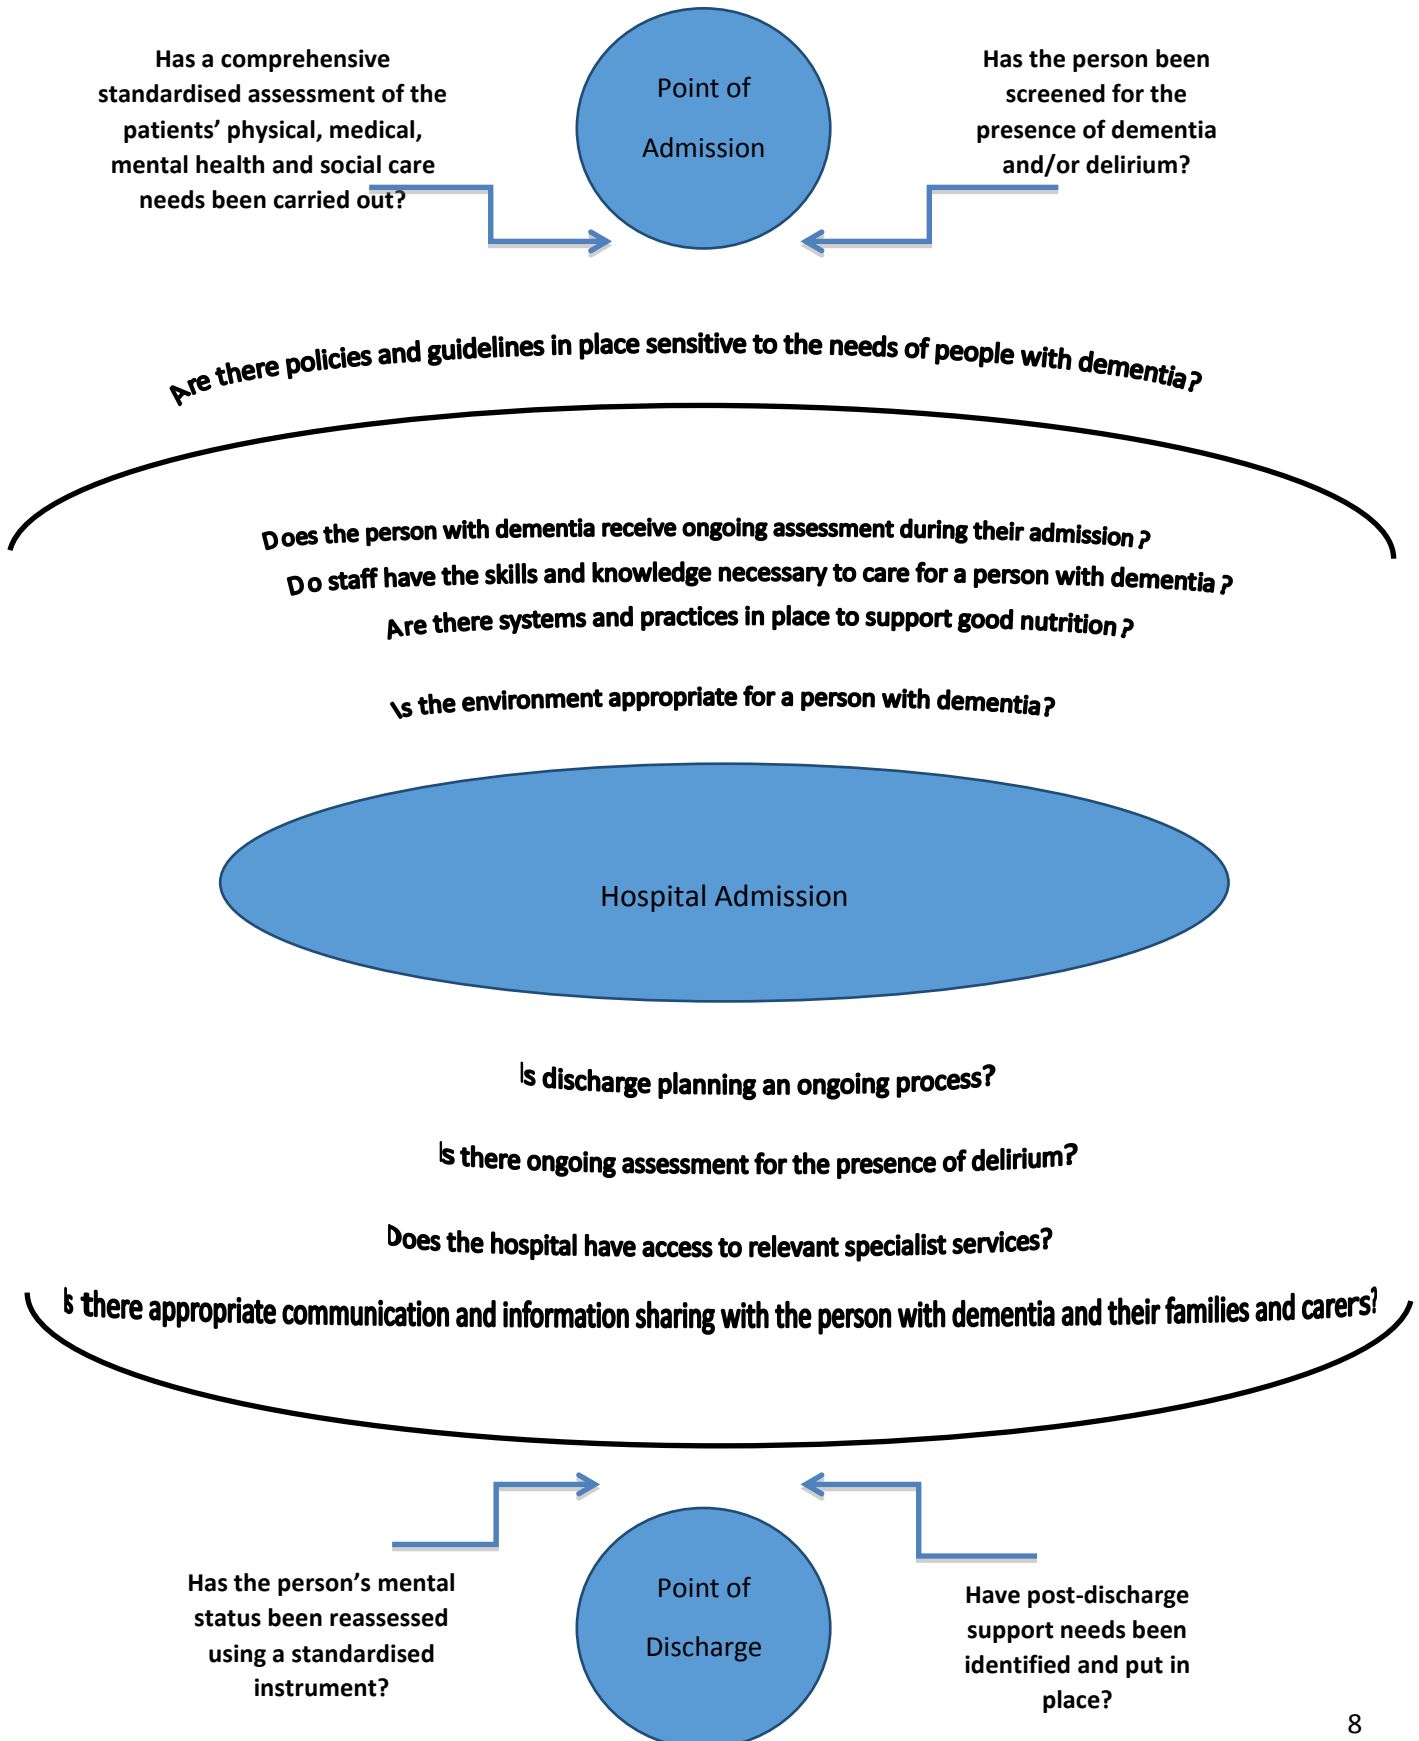 Has a comprehensive
standardised assessment of the
patients’ physical, medical,
mental health and social care
needs been carried out?
Point of
Admission
Has the person been
screened for the
presence of dementia
and/or delirium?
Are there policies and guidelines in place sensitive to the needs of people with dementia?
Does the person with dementia receive ongoing assessment during their admission?
Do staff have the skills and knowledge necessary to care for a person with dementia?
Are there systems and practices in place to support good nutrition?
Is the environment appropriate for a person with dementia?
Hospital Admission
Is discharge planning an ongoing process?
Is there ongoing assessment for the presence of delirium?
Does the hospital have access to relevant specialist services?
Is there appropriate communication and information sharing with the person with dementia and their families and carers?
Has the person’s mental
status been reassessed
using a standardised
instrument?
Point of
Discharge
Have post-discharge
support needs been
identified and put in
place?
8